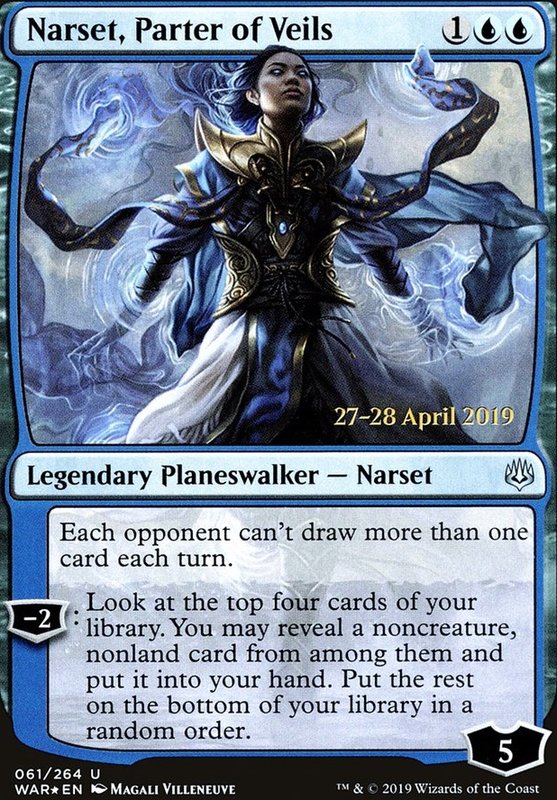 Narset, Parter of Veils 1
27–28 April 2019
Legendary Planeswalker — Narset
Each opponent can't draw more than one
card each turn.
−2: Look at the top four cards of your
library. You may reveal a noncreature,
nonland card from among them and
put it into your hand. Put the rest
on the bottom of your library in a
random order.
5
061/264 U
WAR★EN Magali Villeneuve
™ & © 2019 Wizards of the Coast